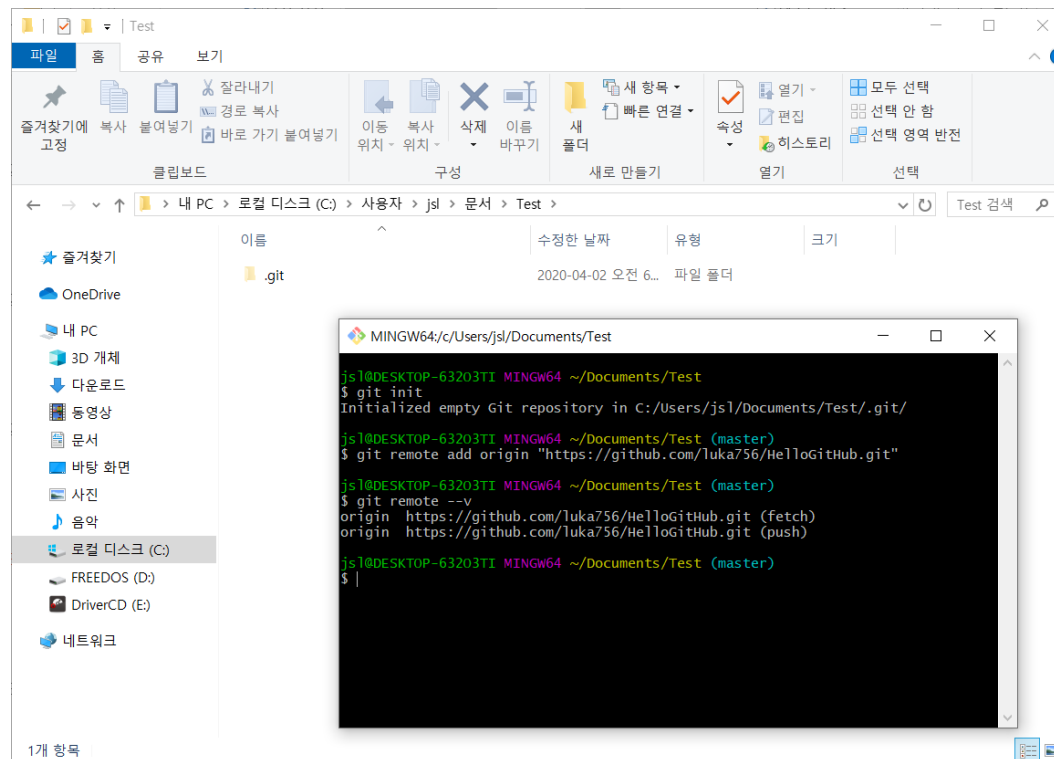 Test
파일 홈 공유 보기
즐겨찾기에 고정
복사
붙여넣기
잘라내기
경로 복사
바로 가기 붙여넣기
클립보드
이동 위치
복사 위치
삭제
이름 바꾸기
구성
새 폴더
새 항목
빠른 연결
새로 만들기
속성
열기
편집
히스토리
열기
모두 선택
선택 안 함
선택 영역 반전
선택
내 PC > 로컬 디스크 (C:) > 사용자 > jsl > 문서 > Test >
Test 검색
이름 수정한 날짜 유형 크기
.git 2020-04-02 오전 6... 파일 폴더
즐겨찾기
OneDrive
내 PC
3D 개체
다운로드
동영상
문서
바탕 화면
사진
음악
로컬 디스크 (C:)
FREEDOS (D:)
DriverCD (E:)
네트워크
1개 항목
MINGW64:/c/Users/jsl/Documents/Test
jsl@DESKTOP-632O3TI MINGW64 ~/Documents/Test
$ git init
Initialized empty Git repository in C:/Users/jsl/Documents/Test/.git/
jsl@DESKTOP-632O3TI MINGW64 ~/Documents/Test (master)
$ git remote add origin "https://github.com/luka756/HelloGitHub.git"
jsl@DESKTOP-632O3TI MINGW64 ~/Documents/Test (master)
$ git remote --v
origin  https://github.com/luka756/HelloGitHub.git (fetch)
origin  https://github.com/luka756/HelloGitHub.git (push)
jsl@DESKTOP-632O3TI MINGW64 ~/Documents/Test (master)
$